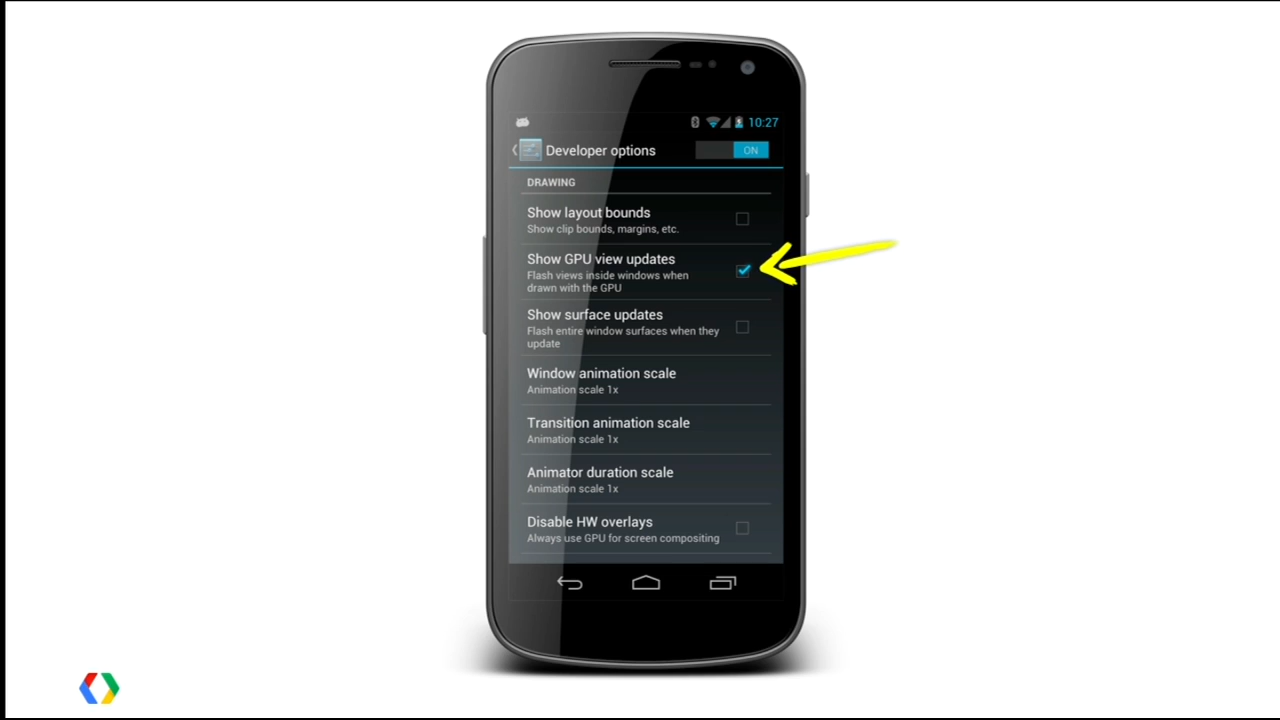 10:27
Developer options
ON
DRAWING
Show layout bounds
Show clip bounds, margins, etc.
Show GPU view updates
Flash views inside windows when
drawn with the GPU
Show surface updates
Flash entire window surfaces when they
update
Window animation scale
Animation scale 1x
Transition animation scale
Animation scale 1x
Animator duration scale
Animation scale 1x
Disable HW overlays
Always use GPU for screen compositing